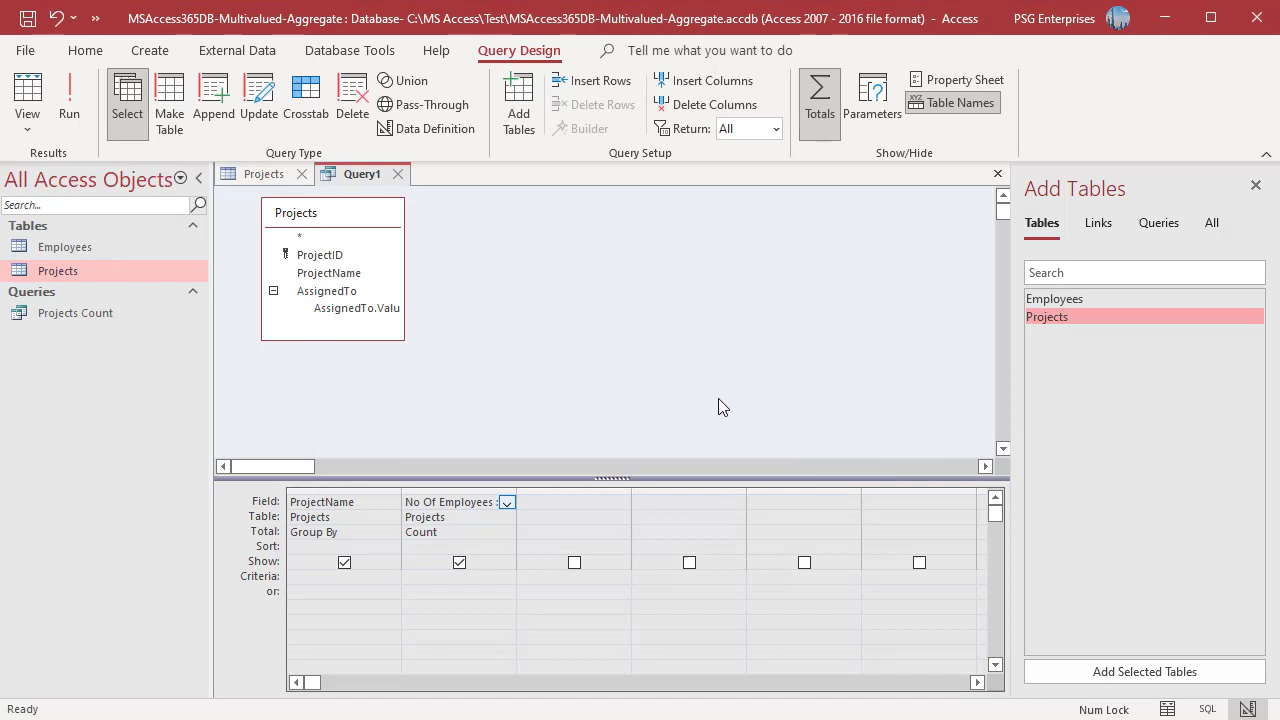 MSAccess365DB-Multivalued-Aggregate : Database- C:\MS Access\Test\MSAccess365DB-Multivalued-Aggregate.accdb (Access 2007 - 2016 file format) - Access
PSG Enterprises
File Home Create External Data Database Tools Help Query Design Tell me what you want to do
View
Run
Select
Make Table
Append
Update
Crosstab
Delete
Union
Pass-Through
Data Definition
Add Tables
Insert Rows
Delete Rows
Builder
Insert Columns
Delete Columns
Return: All
Totals
Parameters
Property Sheet
XYZ Table Names
Results
Query Type
Query Setup
Show/Hide
All Access Objects
Search...
Tables
Employees
Projects
Queries
Projects Count
Projects
Query1
Projects
*
ProjectID
ProjectName
AssignedTo
AssignedTo.Valu
Field: ProjectName No Of Employees :
Table: Projects Projects
Total: Group By Count
Sort:
Show:
Criteria:
or:
Add Tables
Tables Links Queries All
Search
Employees
Projects
Add Selected Tables
Ready
Num Lock
SQL